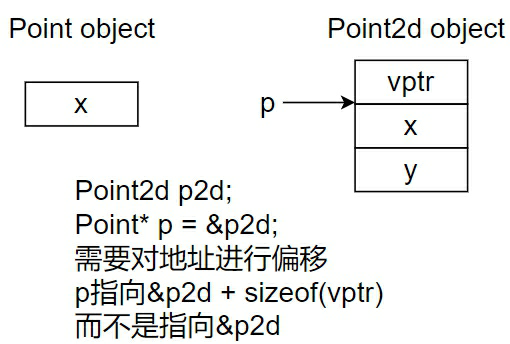 Point object
Point2d object
x
vptr
p
x
y
Point2d p2d;
Point* p = &p2d;
需要对地址进行偏移
p指向&p2d + sizeof(vptr)
而不是指向&p2d